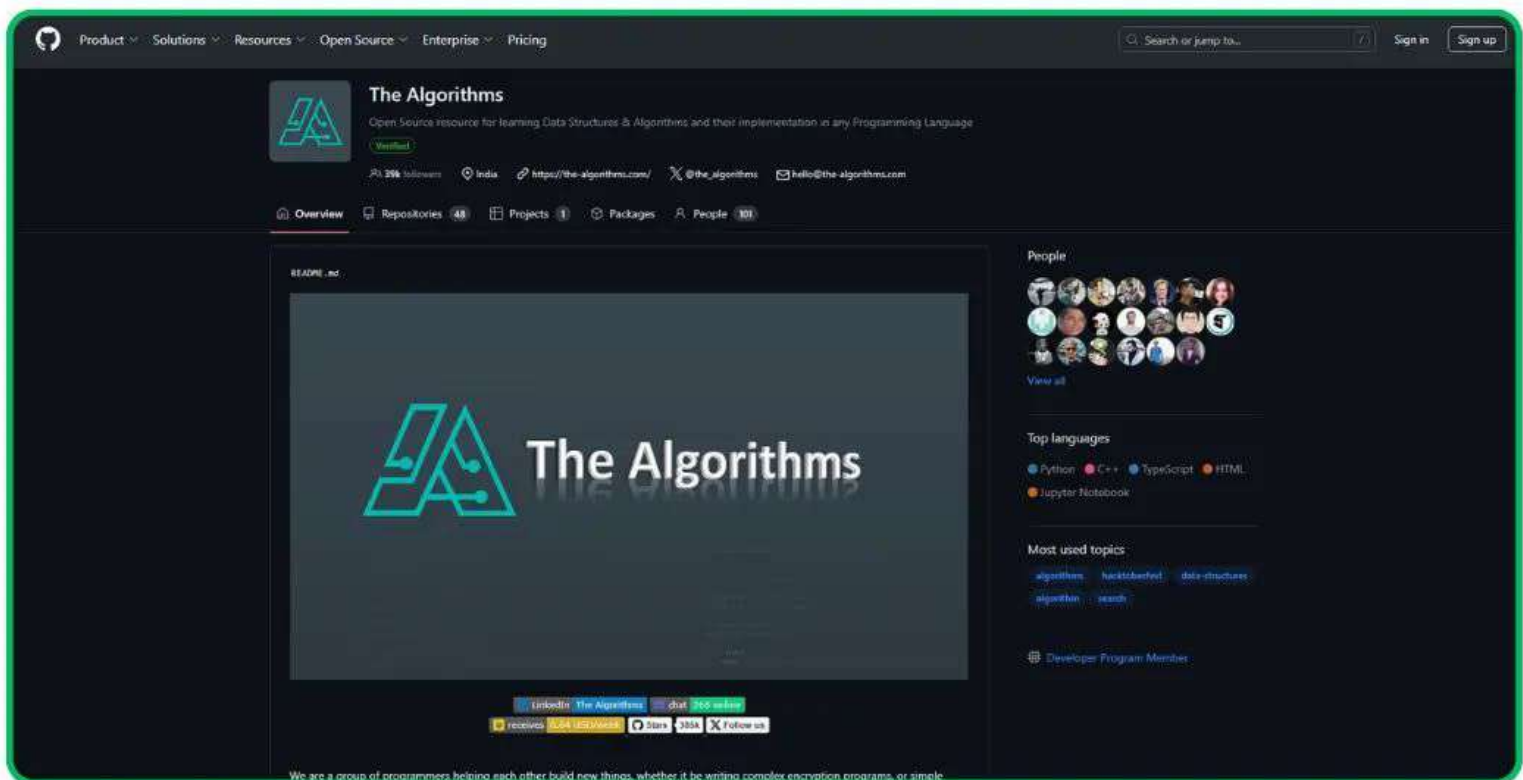 Product Solutions Resources Open Source Enterprise Pricing
Search or jump to... /
Sign in
Sign up
The Algorithms
Open Source resource for learning Data Structures & Algorithms and their implementation in any Programming Language
Verified
39k followers India https://the-algorithms.com/ @the_algorithms hello@the-algorithms.com
Overview Repositories 48 Projects 1 Packages People 101
README.md
The Algorithms
LinkedIn The Algorithms chat 266 online
receives USD/week Stars 385k Follow us
We are a group of programmers helping each other build new things, whether it be writing complex encryption programs, or simple
People
View all
Top languages
Python C++ TypeScript HTML
Jupyter Notebook
Most used topics
algorithms hacktoberfest data-structures
algorithm search
Developer Program Member